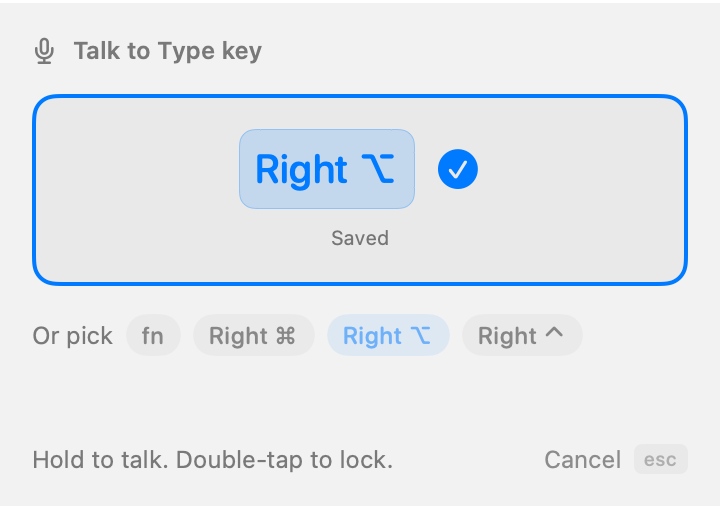 Talk to Type key
Right ⌥
Saved
Or pick fn Right ⌘ Right ⌥ Right ^
Hold to talk. Double-tap to lock. Cancel esc